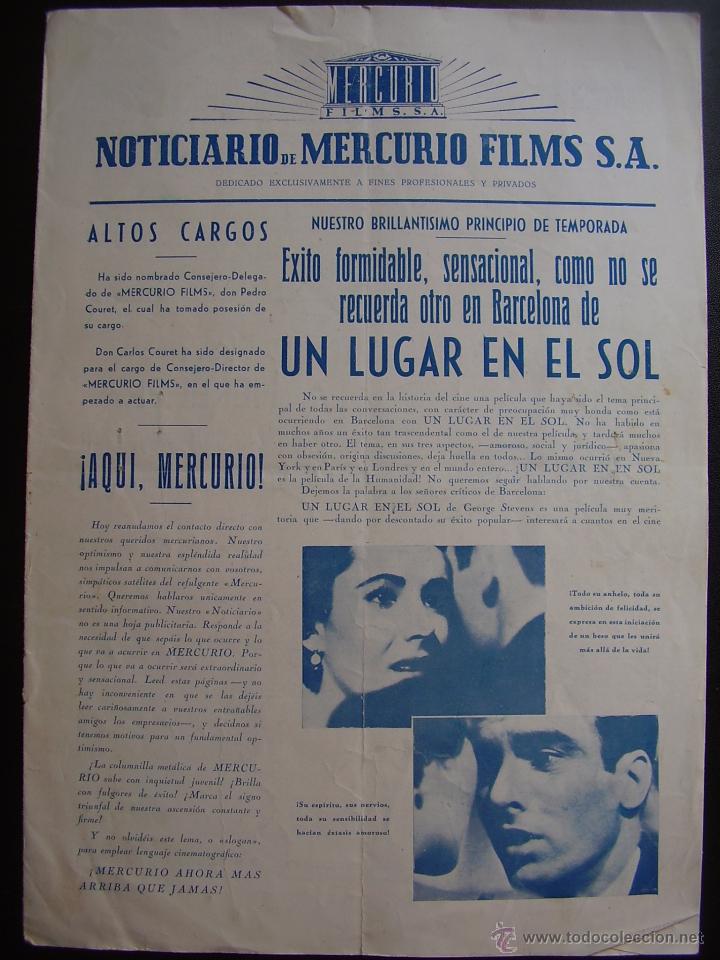 MERCURIO
FILMS. S.A.
NOTICIARIO DE MERCURIO FILMS S.A.
DEDICADO EXCLUSIVAMENTE A FINES PROFESIONALES Y PRIVADOS
ALTOS CARGOS
Ha sido nombrado Consejero-Delega-
do de «MERCURIO FILMS», don Pedro
Couret, el cual ha tomado posesión de
su cargo.
Don Carlos Couret ha sido designado
para el cargo de Consejero-Director de
«MERCURIO FILMS», en el que ha em-
pezado a actuar.
¡AQUI, MERCURIO!
Hoy reanudamos el contacto directo con
nuestros queridos mercurianos. Nuestro
optimismo y nuestra espléndida realidad
nos impulsan a comunicarnos con vosotros,
simpáticos satélites del refulgente «Mercu-
rio». Queremos hablaros unicamente en
sentido informativo. Nuestro «Noticiario»
no es una hoja publicitaria. Responde a la
necesidad de que sepáis lo que ocurre y lo
que va a ocurrir en MERCURIO. Por-
que lo que va a ocurrir será extraordinario
y sensacional. Leed estas páginas —y no
hay inconveniente en que se las dejéis
leer cariñosamente a vuestros entrañables
amigos los empresarios—, y decidnos si
tenemos motivos para un fundamental op-
timismo.
¡La columnilla metálica de MERCU-
RIO sube con inquietud juvenil! ¡Brilla
con fulgores de éxito! ¡Marca el signo
triunfal de nuestra ascensión constante y
firme!
Y no olvidéis este lema, o «slogan»,
para emplear lenguaje cinematográfico:
¡MERCURIO AHORA MAS
ARRIBA QUE JAMAS!
NUESTRO BRILLANTISIMO PRINCIPIO DE TEMPORADA
Exito formidable, sensacional, como no se
recuerda otro en Barcelona de
UN LUGAR EN EL SOL
No se recuerda en la historia del cine una película que haya sido el tema princi-
pal de todas las conversaciones, con carácter de preocupación muy honda como está
ocurriendo en Barcelona con UN LUGAR EN EL SOL. No ha habido en
muchos años un éxito tan trascendental como el de nuestra película, y tardará muchos
en haber otro. El tema, en sus tres aspectos, —amoroso, social y jurídico— apasiona
con obsesión, origina discusiones, deja huella en todos... Lo mismo ocurrió en Nueva
York y en París y en Londres y en el mundo entero... ¡UN LUGAR EN EN SOL
es la película de la Humanidad! No queremos seguir hablando por nuestra cuenta.
Dejemos la palabra a los señores críticos de Barcelona:
UN LUGAR EN EL SOL de George Stevens es una película muy meri-
toria que —dando por descontado su éxito popular— interesará a cuantos en el cine
¡Todo su anhelo, toda su
ambición de felicidad, se
expresa en esta iniciación
de un beso que les unirá
más allá de la vida!
¡Su espíritu, sus nervios,
toda su sensibilidad se
hacían éxtasis amoroso!
todocolección
© www.todocoleccion.net